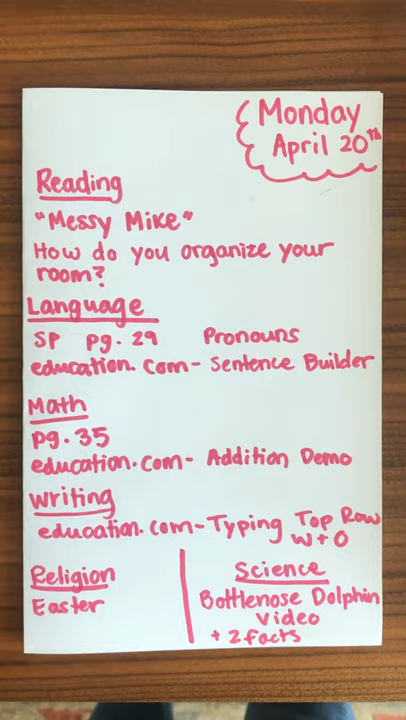 Monday
April 20th
Reading
"Messy Mike"
How do you organize your
room?
Language
SP pg. 29 Pronouns
education.com- Sentence Builder
Math
pg. 35
education.com- Addition Demo
Writing
education.com-Typing Top Row
W+O
Religion
Easter
Science
Bottlenose Dolphin
Video
+ 2 facts